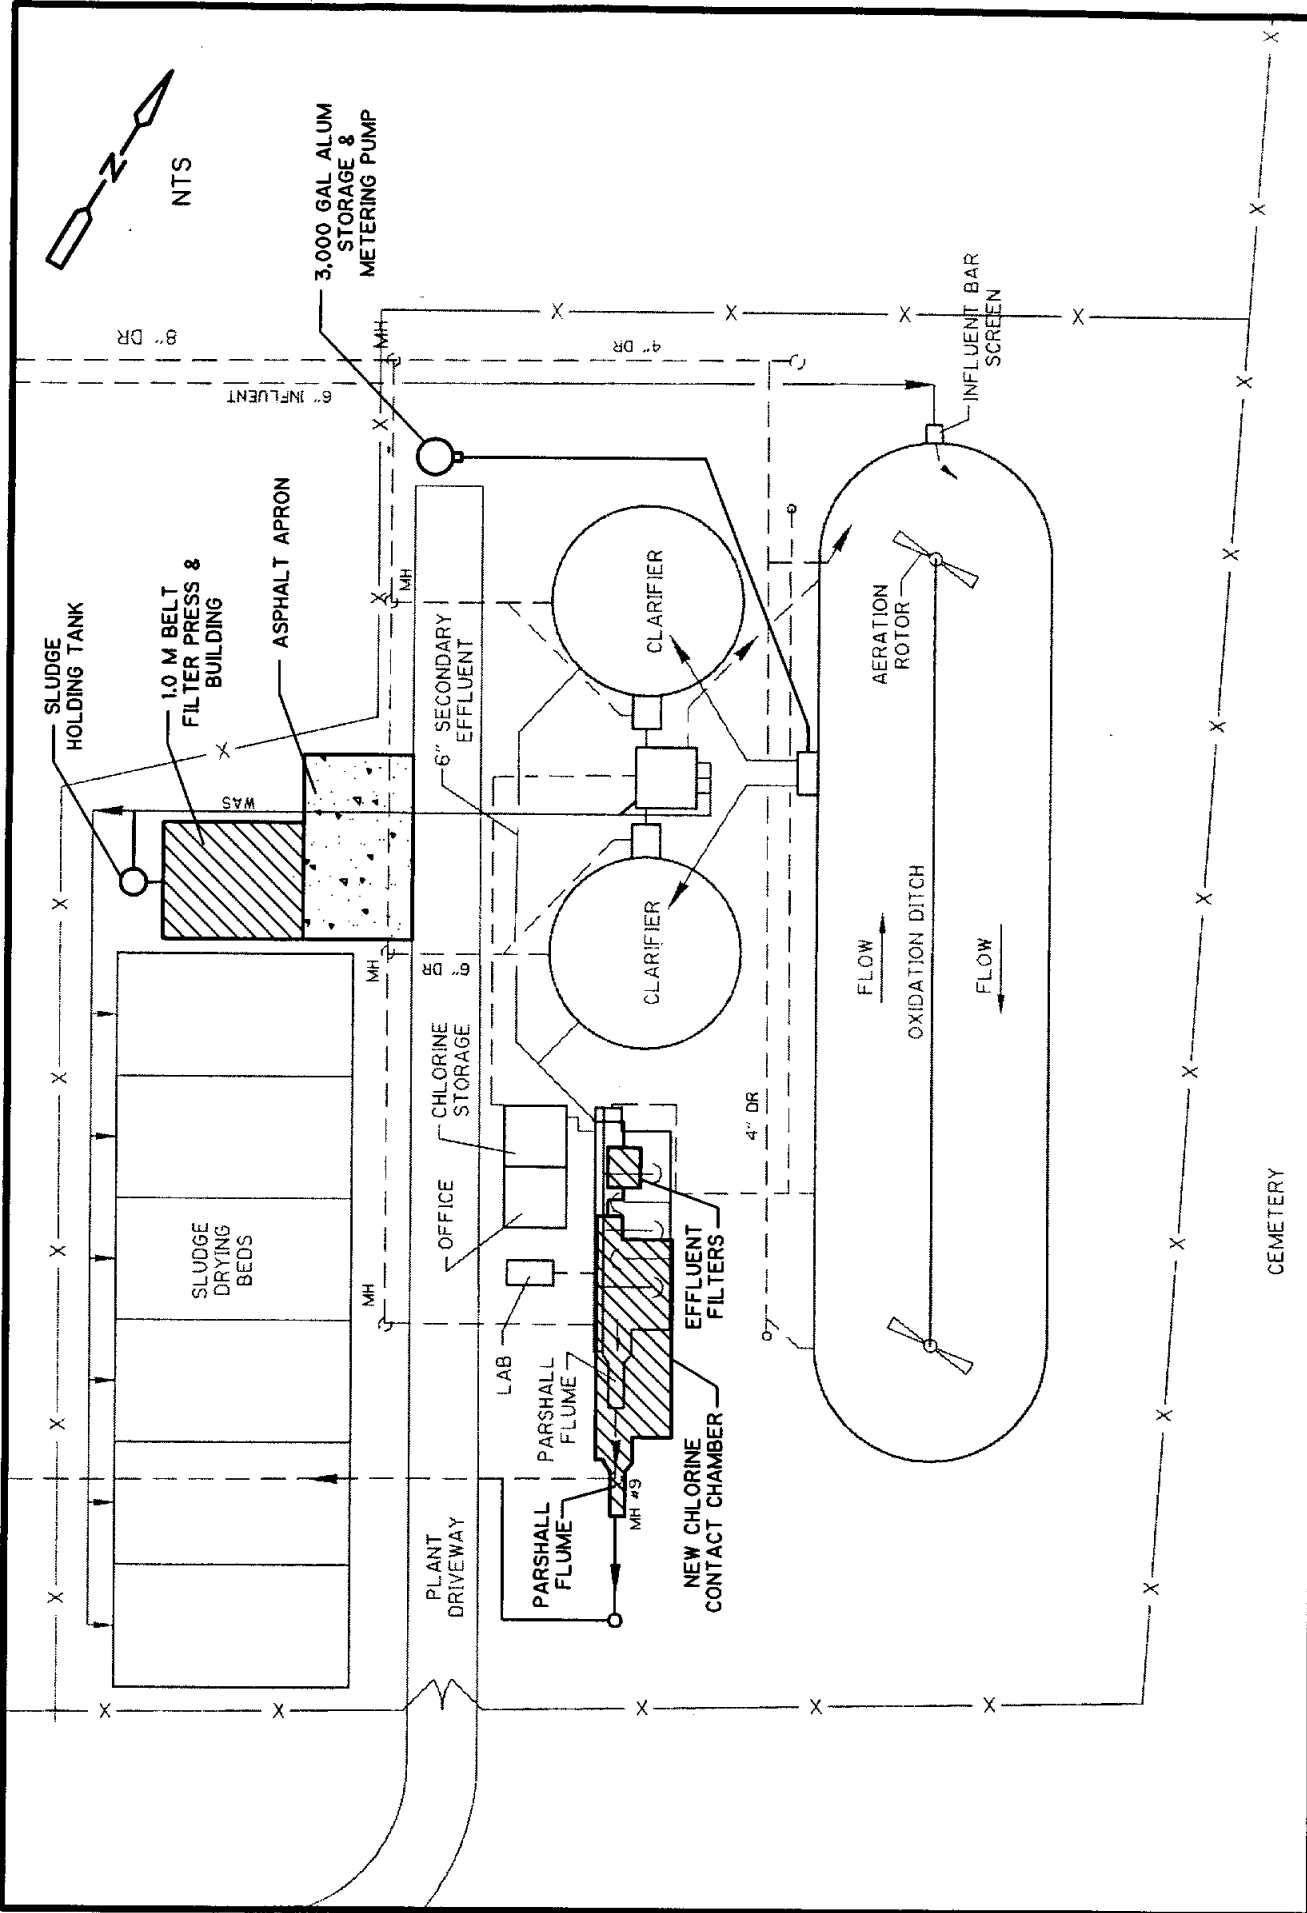 N
NTS
3,000 GAL ALUM
STORAGE &
METERING PUMP
8" DR
6" INFLUENT
MH
4" DR
INFLUENT BAR
SCREEN
SLUDGE
HOLDING TANK
1.0 M BELT
FILTER PRESS &
BUILDING
ASPHALT APRON
MH
WAS
6" SECONDARY
EFFLUENT
CLARIFIER
AERATION
ROTOR
MH
6" DR
CLARIFIER
FLOW
OXIDATION DITCH
FLOW
CHLORINE
STORAGE
OFFICE
4" DR
SLUDGE
DRYING
BEDS
MH
LAB
PARSHALL
FLUME
EFFLUENT
FILTERS
PARSHALL
FLUME
MH #9
NEW CHLORINE
CONTACT CHAMBER
PLANT
DRIVEWAY
CEMETERY